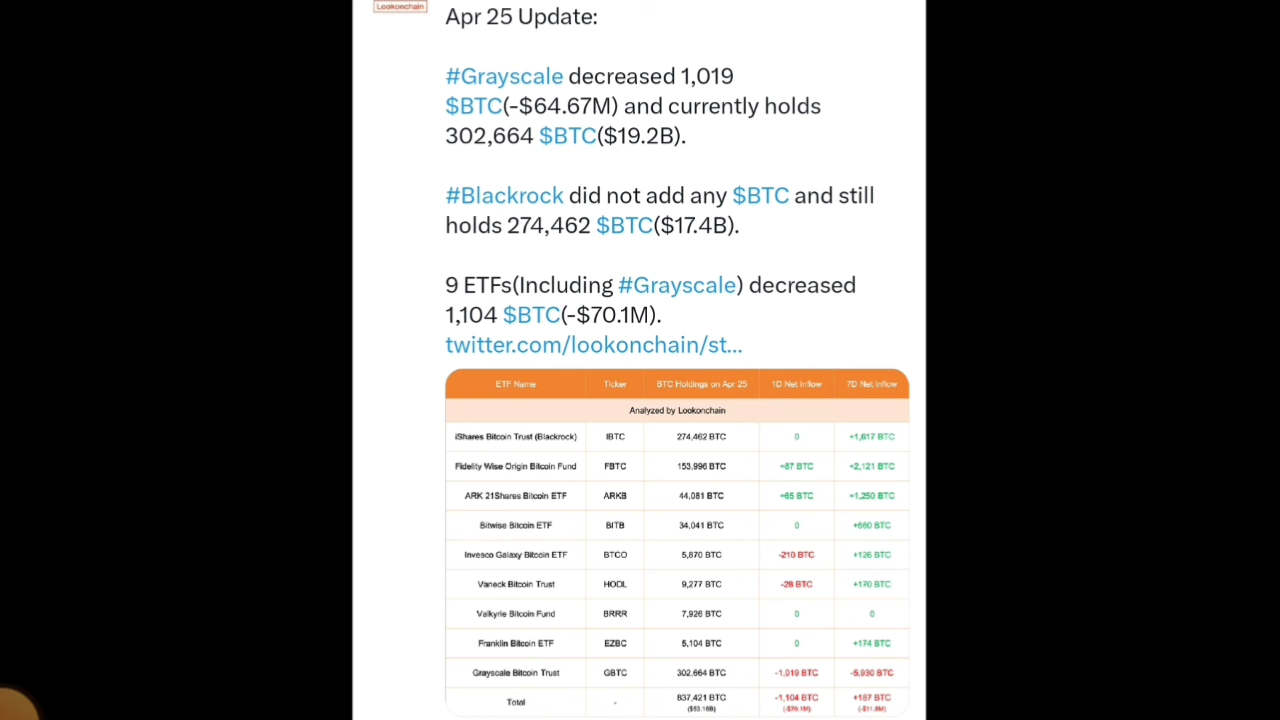 Lookonchain
Apr 25 Update:
#Grayscale decreased 1,019
$BTC(-$64.67M) and currently holds
302,664 $BTC($19.2B).
#Blackrock did not add any $BTC and still
holds 274,462 $BTC($17.4B).
9 ETFs(Including #Grayscale) decreased
1,104 $BTC(-$70.1M).
twitter.com/lookonchain/st...
ETF Name Ticker BTC Holdings on Apr 25 1D Net Inflow 7D Net Inflow
Analyzed by Lookonchain
iShares Bitcoin Trust (Blackrock) IBTC 274,462 BTC 0 +1,617 BTC
Fidelity Wise Origin Bitcoin Fund FBTC 153,996 BTC +87 BTC +2,121 BTC
ARK 21Shares Bitcoin ETF ARKB 44,081 BTC +65 BTC +1,250 BTC
Bitwise Bitcoin ETF BITB 34,041 BTC 0 +660 BTC
Invesco Galaxy Bitcoin ETF BTCO 5,870 BTC -210 BTC +126 BTC
Vaneck Bitcoin Trust HODL 9,277 BTC -28 BTC +170 BTC
Valkyrie Bitcoin Fund BRRR 7,926 BTC 0 0
Franklin Bitcoin ETF EZBC 5,104 BTC 0 +174 BTC
Grayscale Bitcoin Trust GBTC 302,664 BTC -1,019 BTC -5,930 BTC
Total - 837,421 BTC -1,104 BTC +187 BTC
($53.16B) (-$70.1M) (-$11.8M)